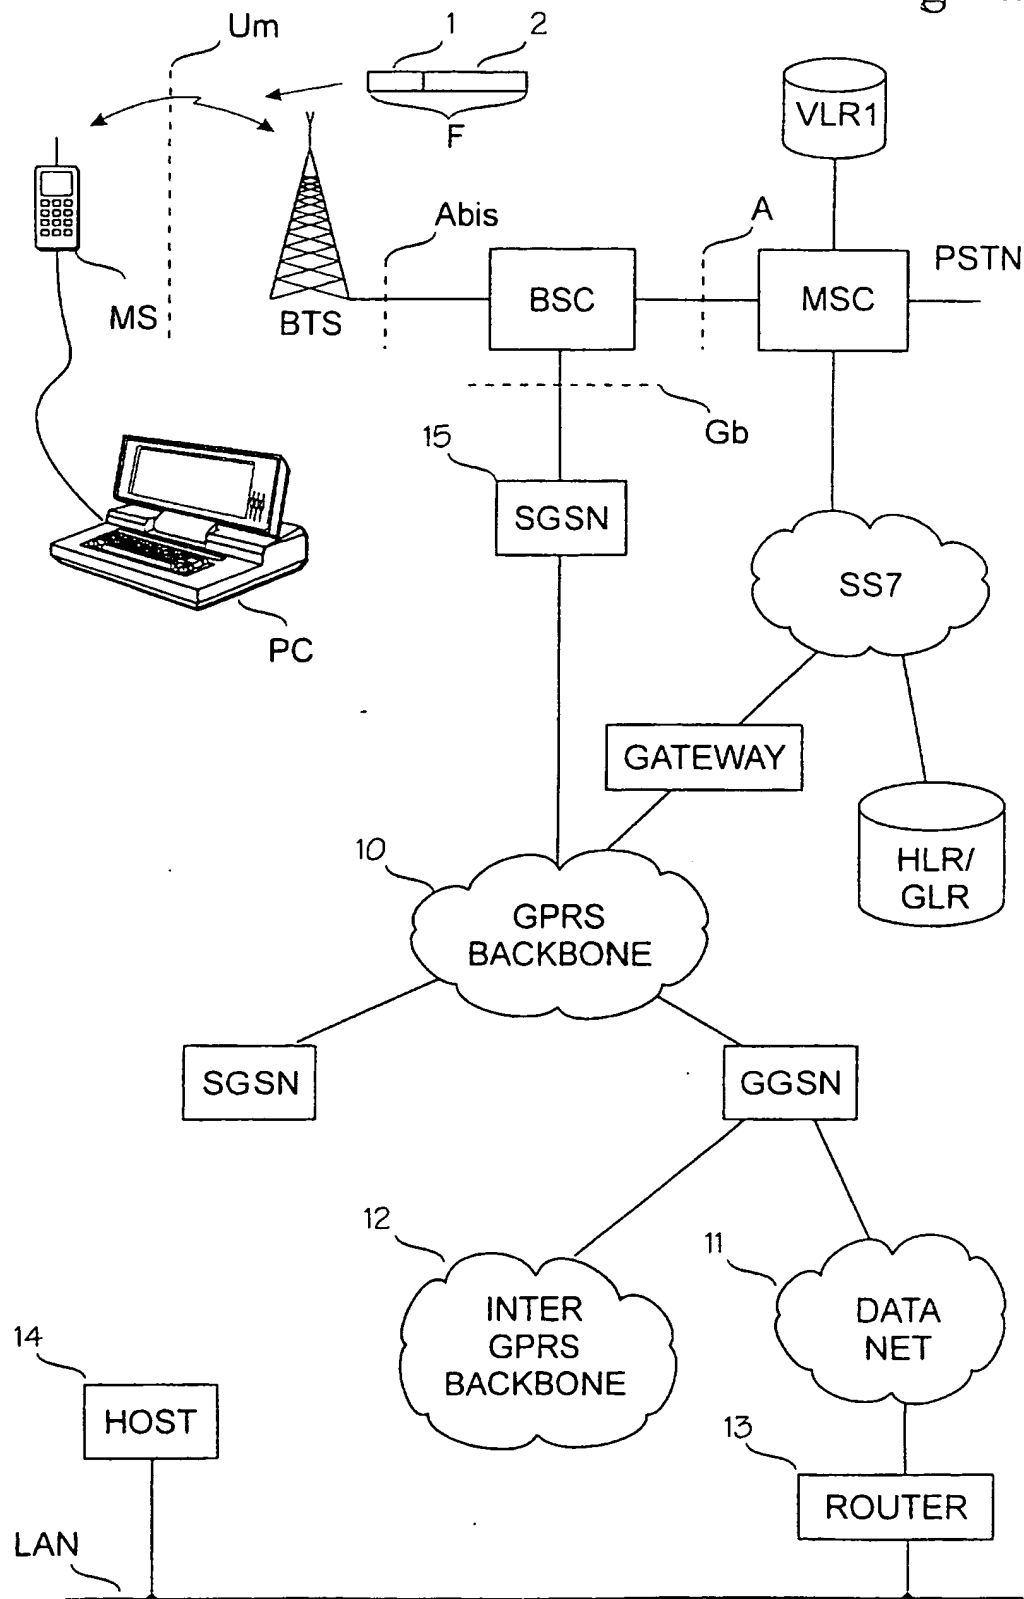 Um
1
2
F
VLR1
Abis
A
PSTN
BSC
MSC
MS
BTS
Gb
15
SGSN
SS7
PC
GATEWAY
10
HLR/
GLR
GPRS
BACKBONE
SGSN
GGSN
12
11
INTER
GPRS
BACKBONE
DATA
NET
14
HOST
13
ROUTER
LAN